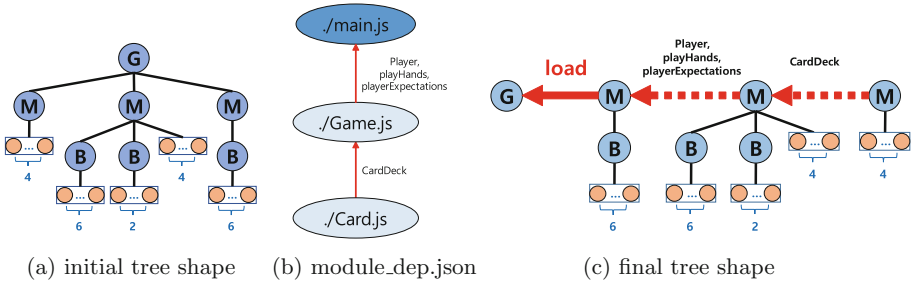 G
M
M
M
...
4
B
B
...
4
B
...
6
...
2
...
6
(a) initial tree shape
./main.js
Player,
playHands,
playerExpectations
./Game.js
CardDeck
./Card.js
(b) module_dep.json
G
load
M
Player,
playHands,
playerExpectations
M
CardDeck
M
B
B
B
...
4
...
4
...
6
...
6
...
2
(c) final tree shape